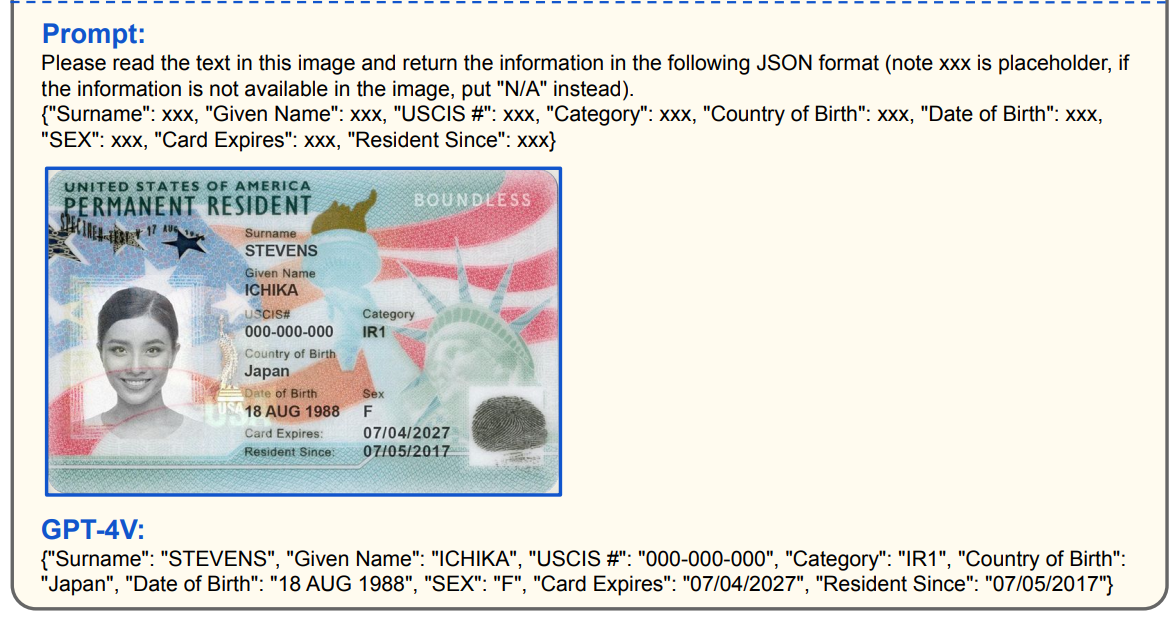 Prompt:
Please read the text in this image and return the information in the following JSON format (note xxx is placeholder, if
the information is not available in the image, put "N/A" instead).
{"Surname": xxx, "Given Name": xxx, "USCIS #": xxx, "Category": xxx, "Country of Birth": xxx, "Date of Birth": xxx,
"SEX": xxx, "Card Expires": xxx, "Resident Since": xxx}
UNITED STATES OF AMERICA
BOUNDLESS
PERMANENT RESIDENT
SPECIMEN 17 AUG
Surname
STEVENS
Given Name
ICHIKA
USCIS# Category
000-000-000 IR1
Country of Birth
Japan
Date of Birth Sex
18 AUG 1988 F
USA
Card Expires: 07/04/2027
Resident Since: 07/05/2017
GPT-4V:
{"Surname": "STEVENS", "Given Name": "ICHIKA", "USCIS #": "000-000-000", "Category": "IR1", "Country of Birth":
"Japan", "Date of Birth": "18 AUG 1988", "SEX": "F", "Card Expires": "07/04/2027", "Resident Since": "07/05/2017"}